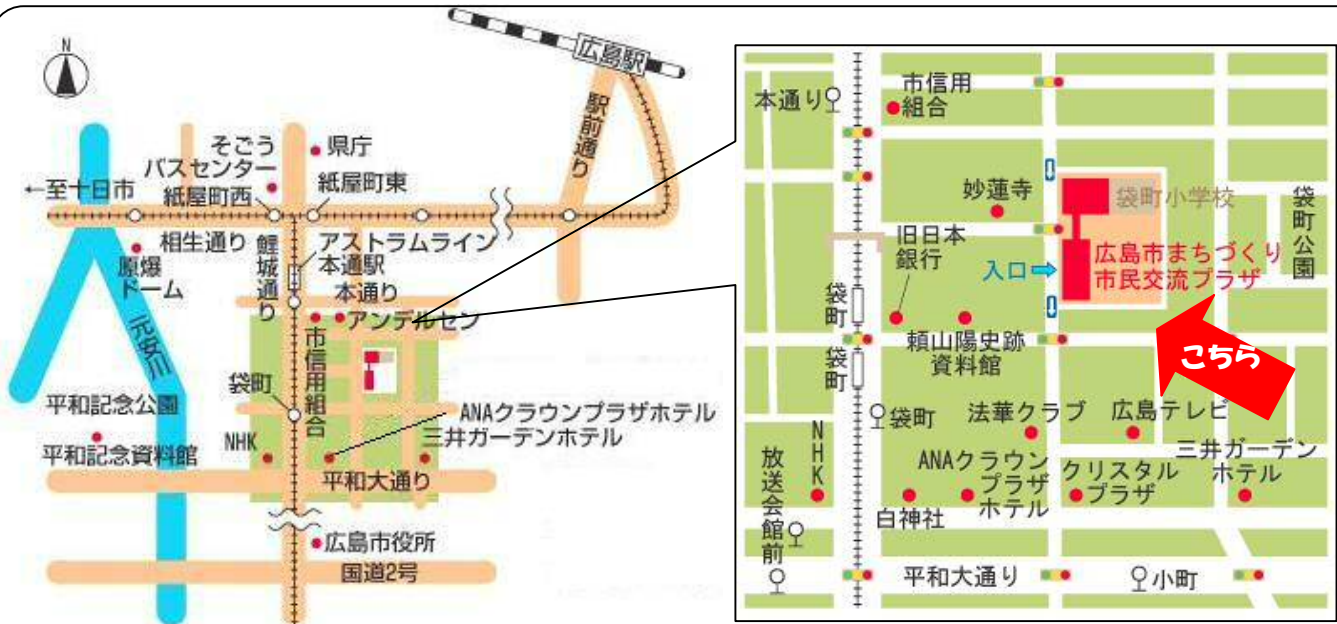 N
広島駅
駅前通り
そごう
バスセンター
県庁
←至十日市
紙屋町西
紙屋町東
相生通り
鯉城通り
アストラムライン
本通駅
本通り
原爆
ドーム
元安川
アンデルセン
市信用組合
袋町
平和記念公園
平和記念資料館
NHK
ANAクラウンプラザホテル
三井ガーデンホテル
平和大通り
広島市役所
国道2号
本通り
市信用
組合
妙蓮寺
袋町小学校
袋町公園
旧日本
銀行
入口
広島市まちづくり
市民交流プラザ
袋町
頼山陽史跡
資料館
こちら
袋町
袋町
法華クラブ
広島テレビ
NHK
放送会館前
ANAクラウン
プラザ
ホテル
クリスタル
プラザ
三井ガーデン
ホテル
白神社
平和大通り
小町